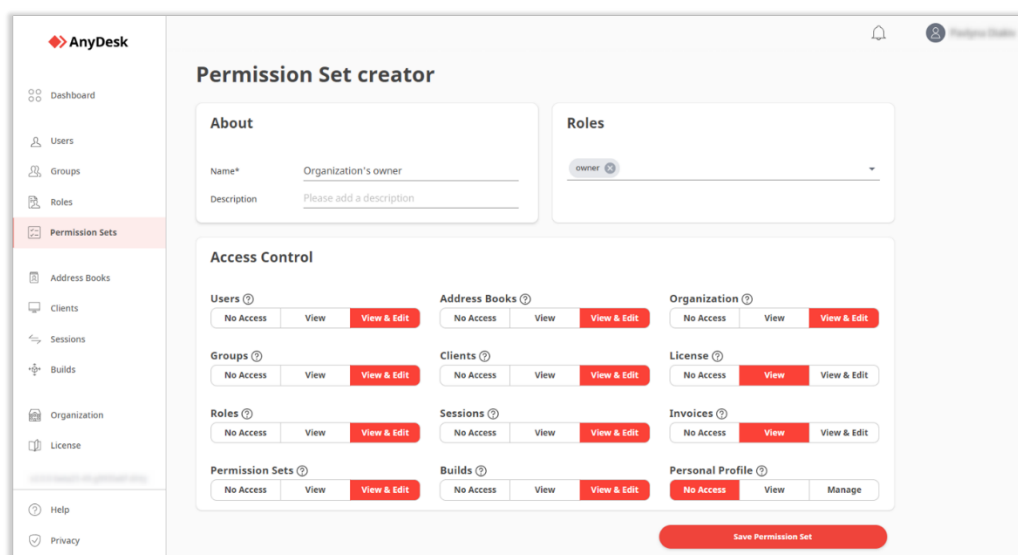 AnyDesk
Dashboard
Users
Groups
Roles
Permission Sets
Address Books
Clients
Sessions
Builds
Organization
License
Help
Privacy
Permission Set creator
About
Name* Organization's owner
Description Please add a description
Roles
owner
Access Control
Users
No Access View View & Edit
Groups
No Access View View & Edit
Roles
No Access View View & Edit
Permission Sets
No Access View View & Edit
Address Books
No Access View View & Edit
Clients
No Access View View & Edit
Sessions
No Access View View & Edit
Builds
No Access View View & Edit
Organization
No Access View View & Edit
License
No Access View View & Edit
Invoices
No Access View View & Edit
Personal Profile
No Access View Manage
Save Permission Set